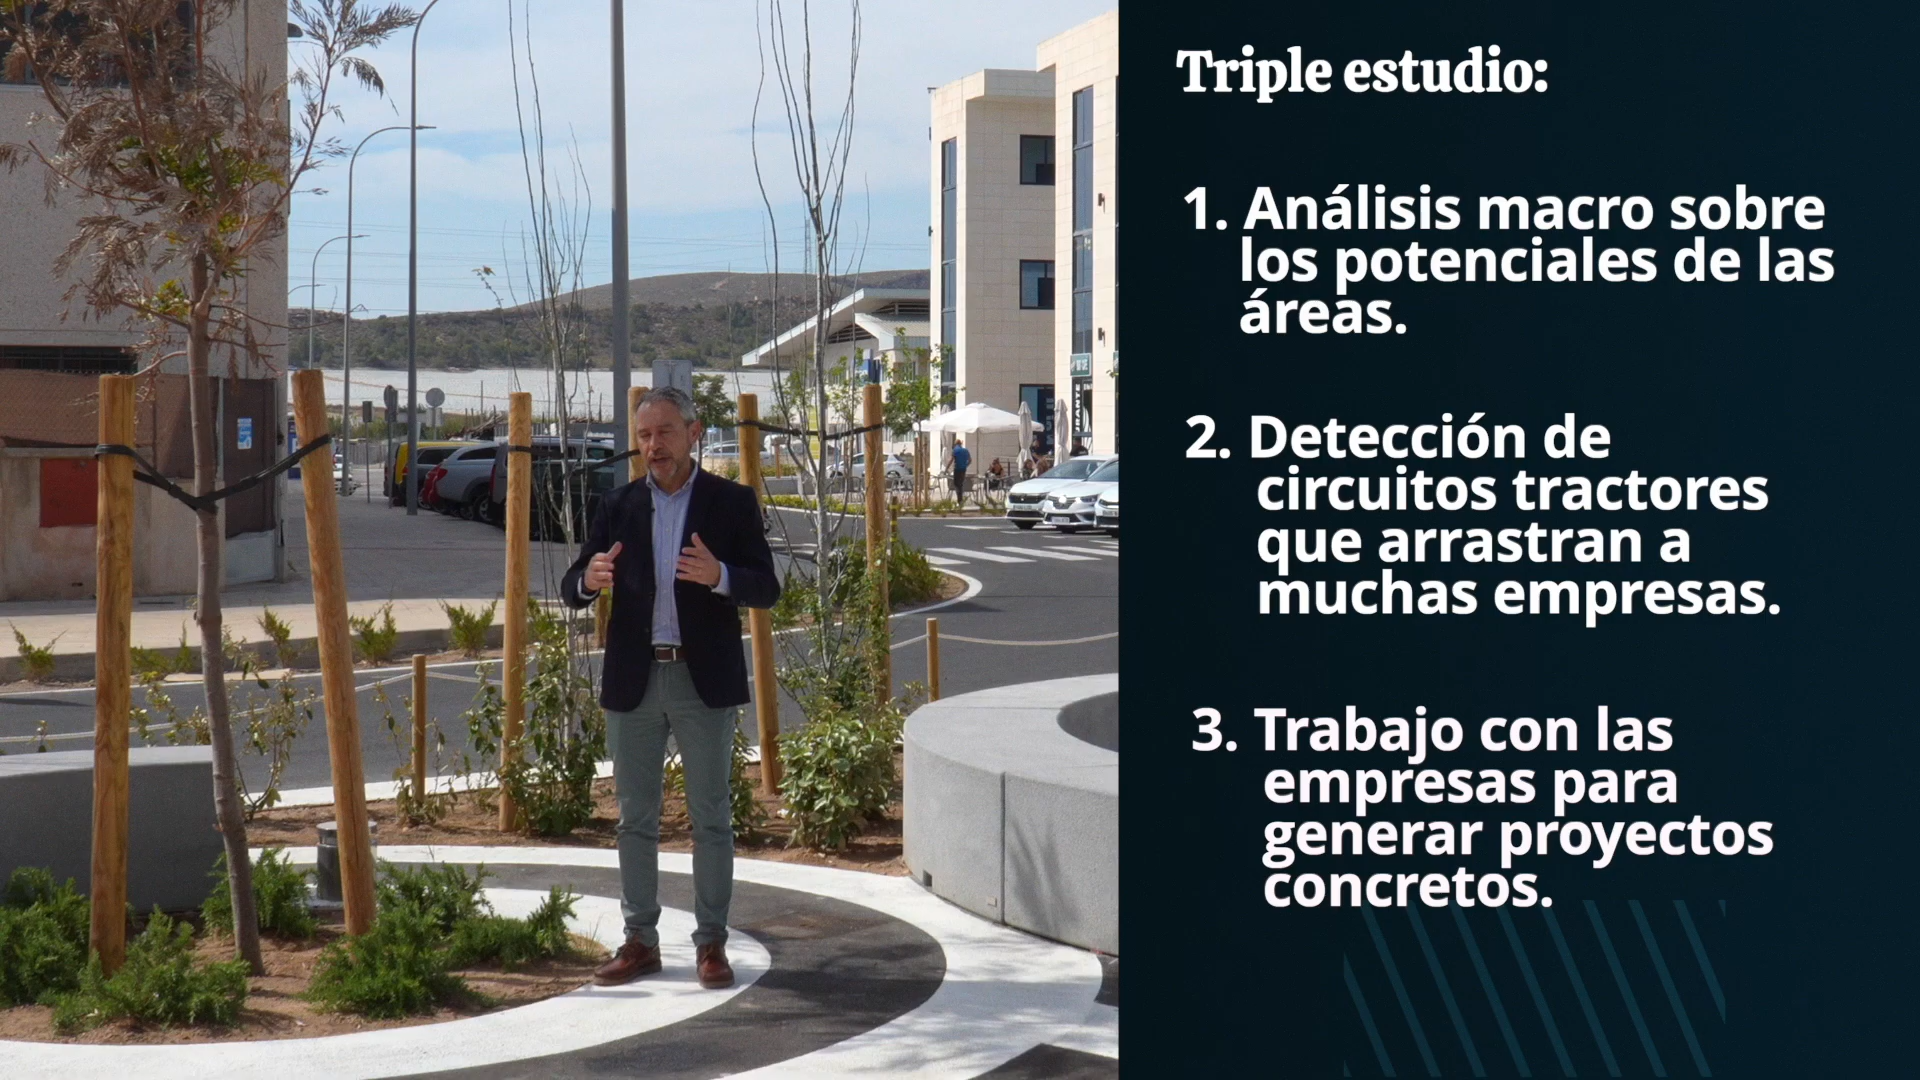 Triple estudio:
1. Análisis macro sobre
los potenciales de las
áreas.
2. Detección de
circuitos tractores
que arrastran a
muchas empresas.
3. Trabajo con las
empresas para
generar proyectos
concretos.